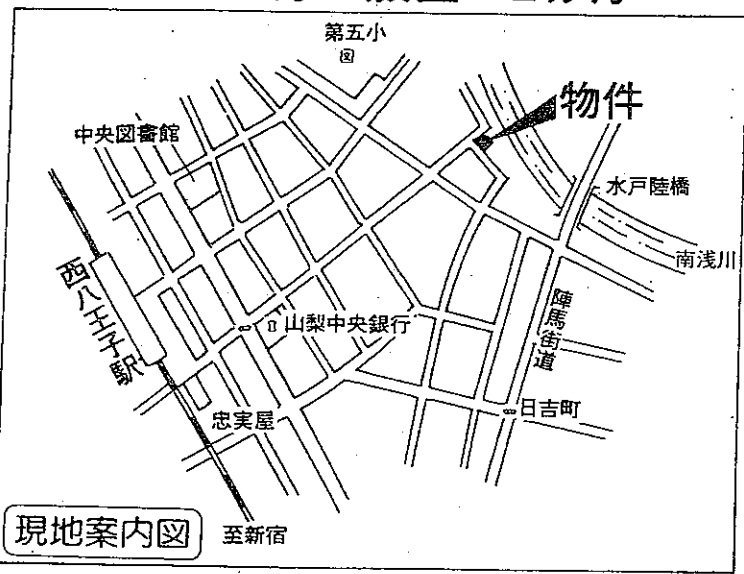 第五小
図
物件
中央図書館
水戸陸橋
南浅川
西八王子駅
陣馬街道
山梨中央銀行
日吉町
忠実屋
現地案内図
至新宿